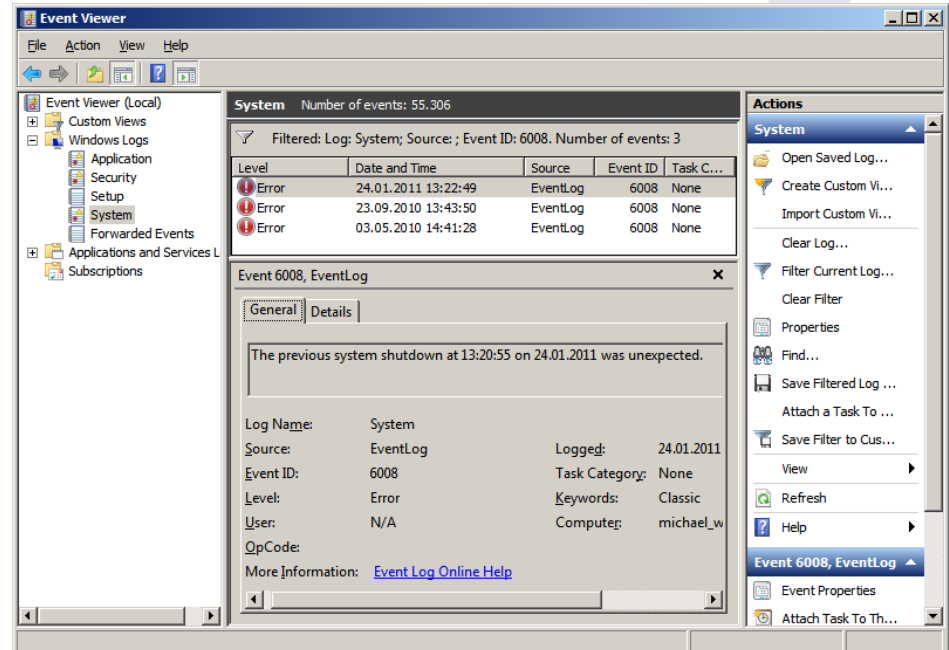 Event Viewer
File Action View Help
Event Viewer (Local)
Custom Views
Windows Logs
Application
Security
Setup
System
Forwarded Events
Applications and Services L
Subscriptions
System Number of events: 55.306
Filtered: Log: System; Source: ; Event ID: 6008. Number of events: 3
Level Date and Time Source Event ID Task C...
Error 24.01.2011 13:22:49 EventLog 6008 None
Error 23.09.2010 13:43:50 EventLog 6008 None
Error 03.05.2010 14:41:28 EventLog 6008 None
Event 6008, EventLog
General Details
The previous system shutdown at 13:20:55 on 24.01.2011 was unexpected.
Log Name: System
Source: EventLog Logged: 24.01.2011
Event ID: 6008 Task Category: None
Level: Error Keywords: Classic
User: N/A Computer: michael_w
OpCode:
More Information: Event Log Online Help
Actions
System
Open Saved Log...
Create Custom Vi...
Import Custom Vi...
Clear Log...
Filter Current Log...
Clear Filter
Properties
Find...
Save Filtered Log ...
Attach a Task To ...
Save Filter to Cus...
View
Refresh
Help
Event 6008, EventLog
Event Properties
Attach Task To Th...